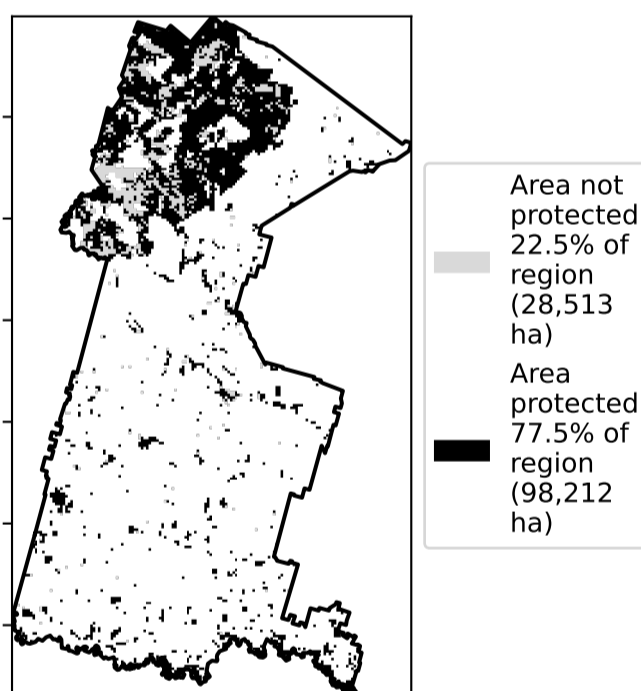 Area not
protected
22.5% of
region
(28,513
ha)
Area
protected
77.5% of
region
(98,212
ha)